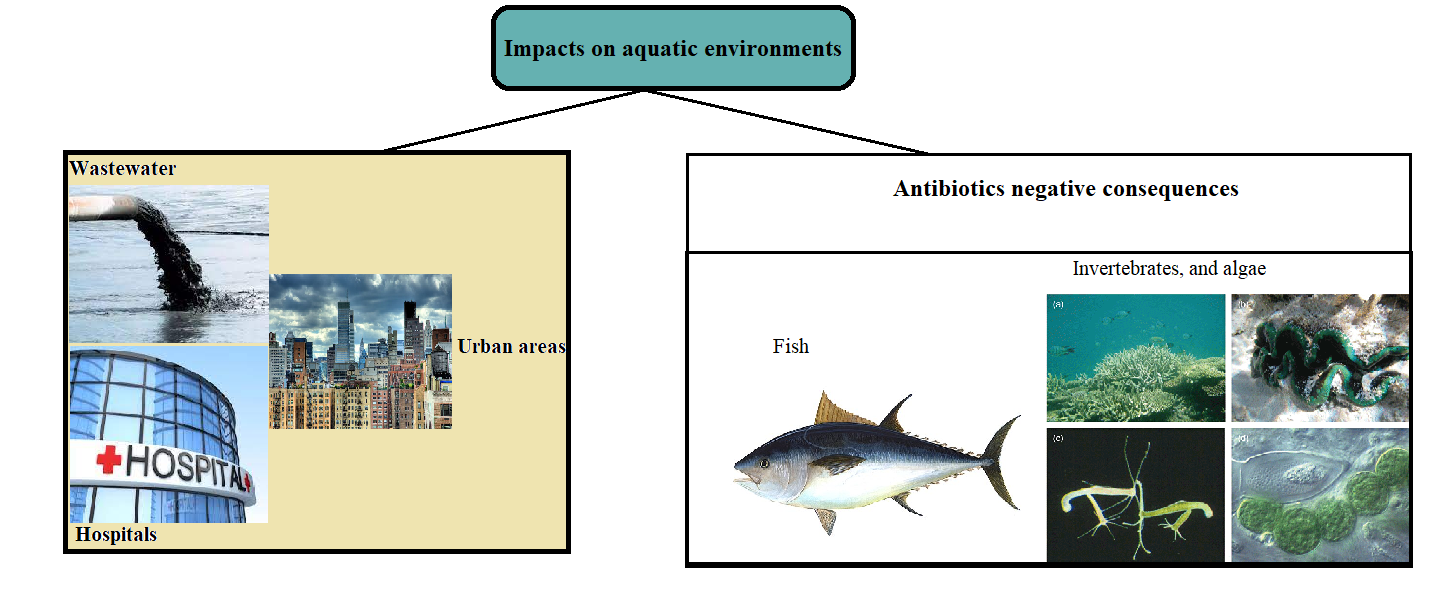 Impacts on aquatic environments
Wastewater
HOSPITAL
Urban areas
Hospitals
Antibiotics negative consequences
Fish
Invertebrates, and algae
(a)
(b)
(c)
(d)